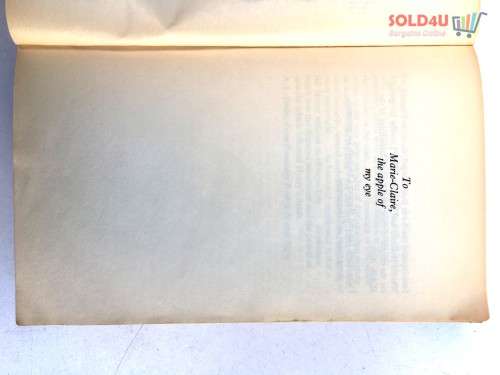 SOLD4U
Bargains Online
To
Marie-Claire,
the apple of
my eye